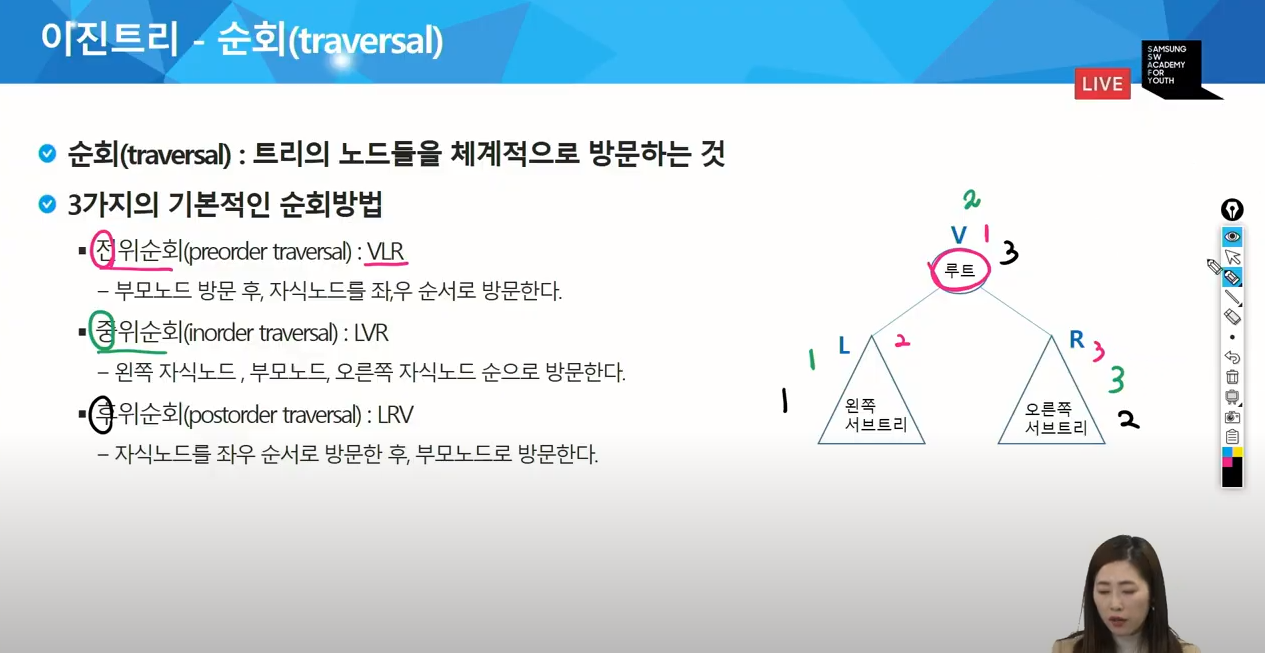 이진트리 - 순회(traversal)
LIVE
SAMSUNG
SW
ACADEMY
FOR
YOUTH
순회(traversal) : 트리의 노드들을 체계적으로 방문하는 것
3가지의 기본적인 순회방법
▪ 전위순회(preorder traversal) : VLR
– 부모노드 방문 후, 자식노드를 좌,우 순서로 방문한다.
▪ 중위순회(inorder traversal) : LVR
– 왼쪽 자식노드 , 부모노드, 오른쪽 자식노드 순으로 방문한다.
▪ 후위순회(postorder traversal) : LRV
– 자식노드를 좌우 순서로 방문한 후, 부모노드로 방문한다.
2
V 1
루트 3
L 2
1
1
왼쪽
서브트리
R 3
3
오른쪽
서브트리
2